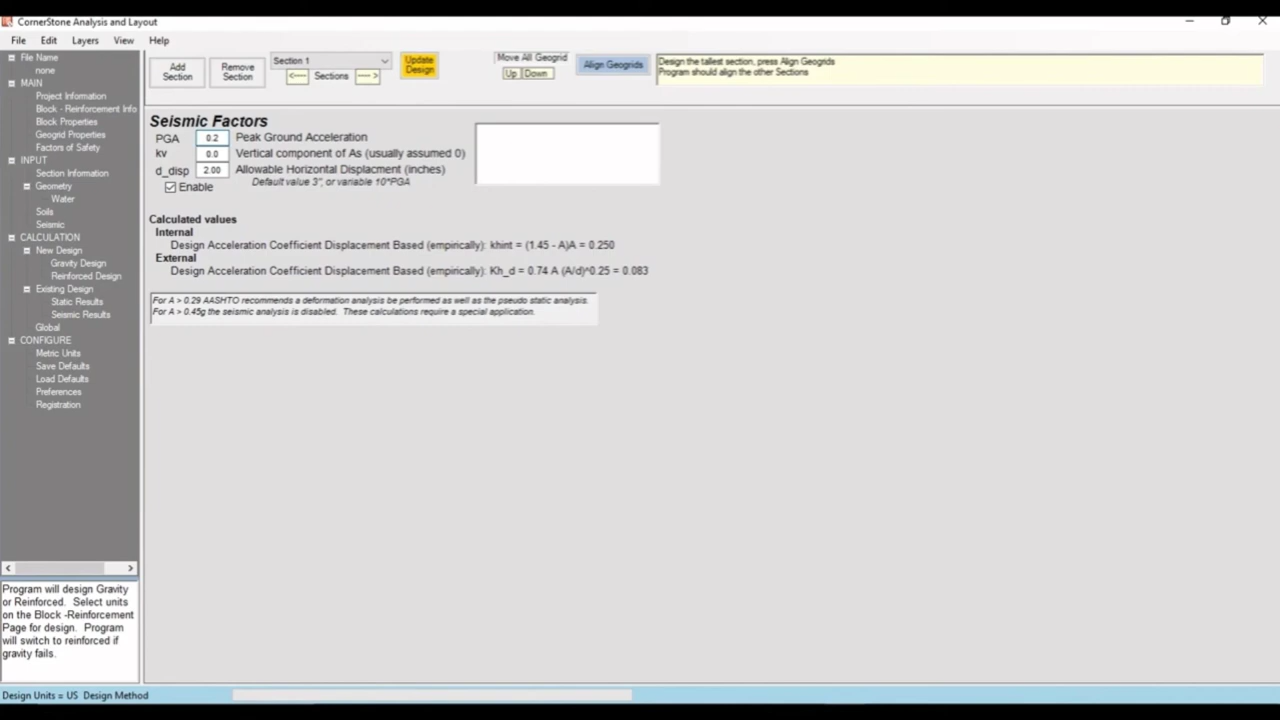 CornerStone Analysis and Layout
File Edit Layers View Help
File Name
none
MAIN
Project Information
Block - Reinforcement Info
Block Properties
Geogrid Properties
Factors of Safety
INPUT
Section Information
Geometry
Water
Soils
Seismic
CALCULATION
New Design
Gravity Design
Reinforced Design
Existing Design
Static Results
Seismic Results
Global
CONFIGURE
Metric Units
Save Defaults
Load Defaults
Preferences
Registration
Program will design Gravity
or Reinforced. Select units
on the Block -Reinforcement
Page for design. Program
will switch to reinforced if
gravity fails.
Add
Section
Remove
Section
Section 1
<---- Sections ---- >
Update
Design
Move All Geogrid
Up Down
Align Geogrids
Design the tallest section, press Align Geogrids
Program should align the other Sections
Seismic Factors
PGA 0.2 Peak Ground Acceleration
kv 0.0 Vertical component of As (usually assumed 0)
d_disp 2.00 Allowable Horizontal Displacment (inches)
Default value 3", or variable 10*PGA
Enable
Calculated values
Internal
Design Acceleration Coefficient Displacement Based (empirically): khint = (1.45 - A)A = 0.250
External
Design Acceleration Coefficient Displacement Based (empirically): Kh_d = 0.74 A (A/d)^0.25 = 0.083
For A > 0.29 AASHTO recommends a deformation analysis be performed as well as the pseudo static analysis.
For A > 0.45g the seismic analysis is disabled. These calculations require a special application.
Design Units = US Design Method